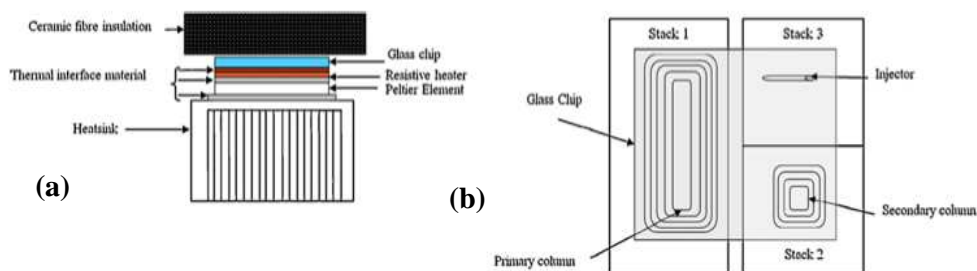 Ceramic fibre insulation
Glass chip
Thermal interface material
Resistive heater
Peltier Element
Heatsink
(a)
Stack 1
Stack 3
Injector
Glass Chip
(b)
Secondary column
Stack 2
Primary column